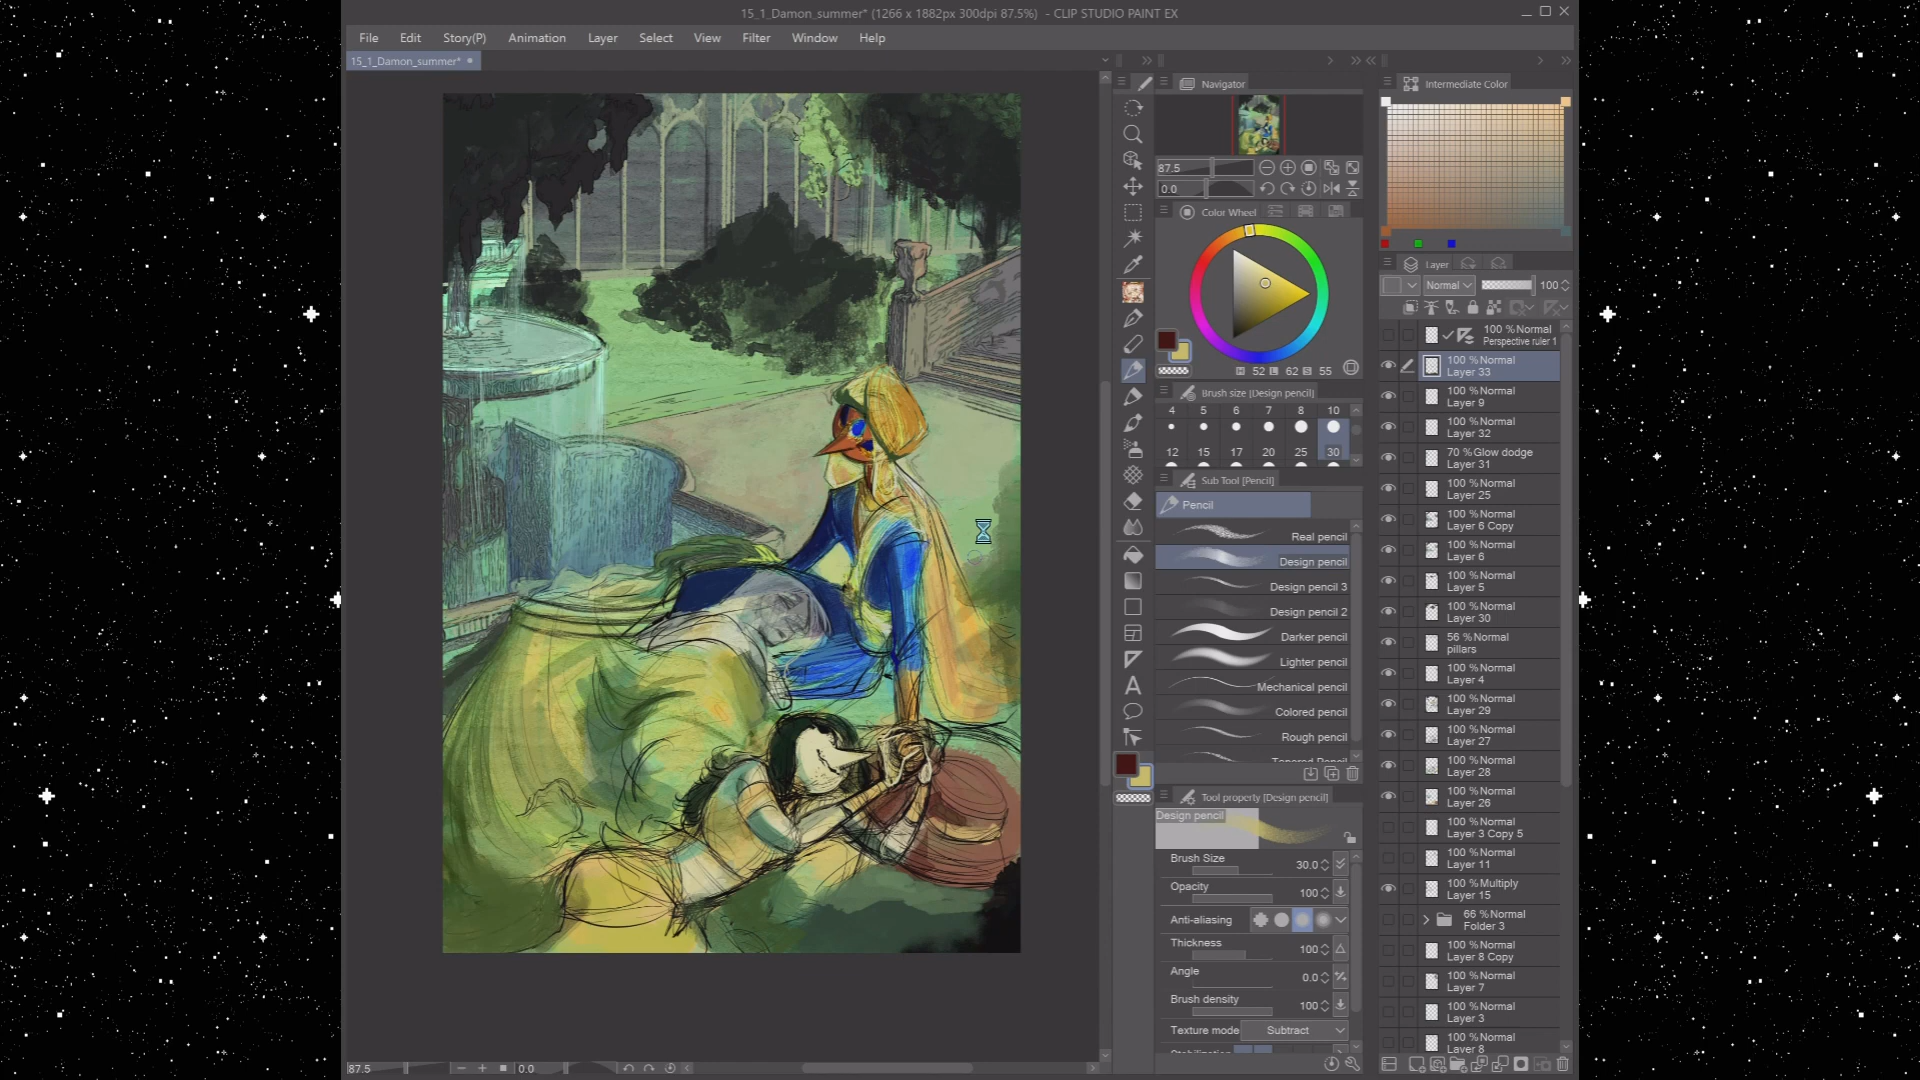 15_1_Damon_summer* (1266 x 1882px 300dpi 87.5%) - CLIP STUDIO PAINT EX
File Edit Story(P) Animation Layer Select View Filter Window Help
15_1_Damon_summer*
Navigator
87.5
0.0
Color Wheel
H 52 L 62 S 55
Brush size [Design pencil]
4 5 6 7 8 10
12 15 17 20 25 30
Sub Tool [Pencil]
Pencil
Real pencil
Design pencil
Design pencil 3
Design pencil 2
Darker pencil
Lighter pencil
Mechanical pencil
Colored pencil
Rough pencil
Tool property [Design pencil]
Design pencil
Brush Size 30.0
Opacity 100
Anti-aliasing
Thickness 100
Angle 0.0
Brush density 100
Texture mode Subtract
Intermediate Color
Layer
Normal 100
100 %Normal
Perspective ruler 1
100 %Normal
Layer 33
100 %Normal
Layer 9
100 %Normal
Layer 32
70 %Glow dodge
Layer 31
100 %Normal
Layer 25
100 %Normal
Layer 6 Copy
100 %Normal
Layer 6
100 %Normal
Layer 5
100 %Normal
Layer 30
56 %Normal
pillars
100 %Normal
Layer 4
100 %Normal
Layer 29
100 %Normal
Layer 27
100 %Normal
Layer 28
100 %Normal
Layer 26
100 %Normal
Layer 3 Copy 5
100 %Normal
Layer 11
100 %Multiply
Layer 15
66 %Normal
Folder 3
100 %Normal
Layer 8 Copy
100 %Normal
Layer 7
100 %Normal
Layer 3
100 %Normal
Layer 8
87.5 0.0